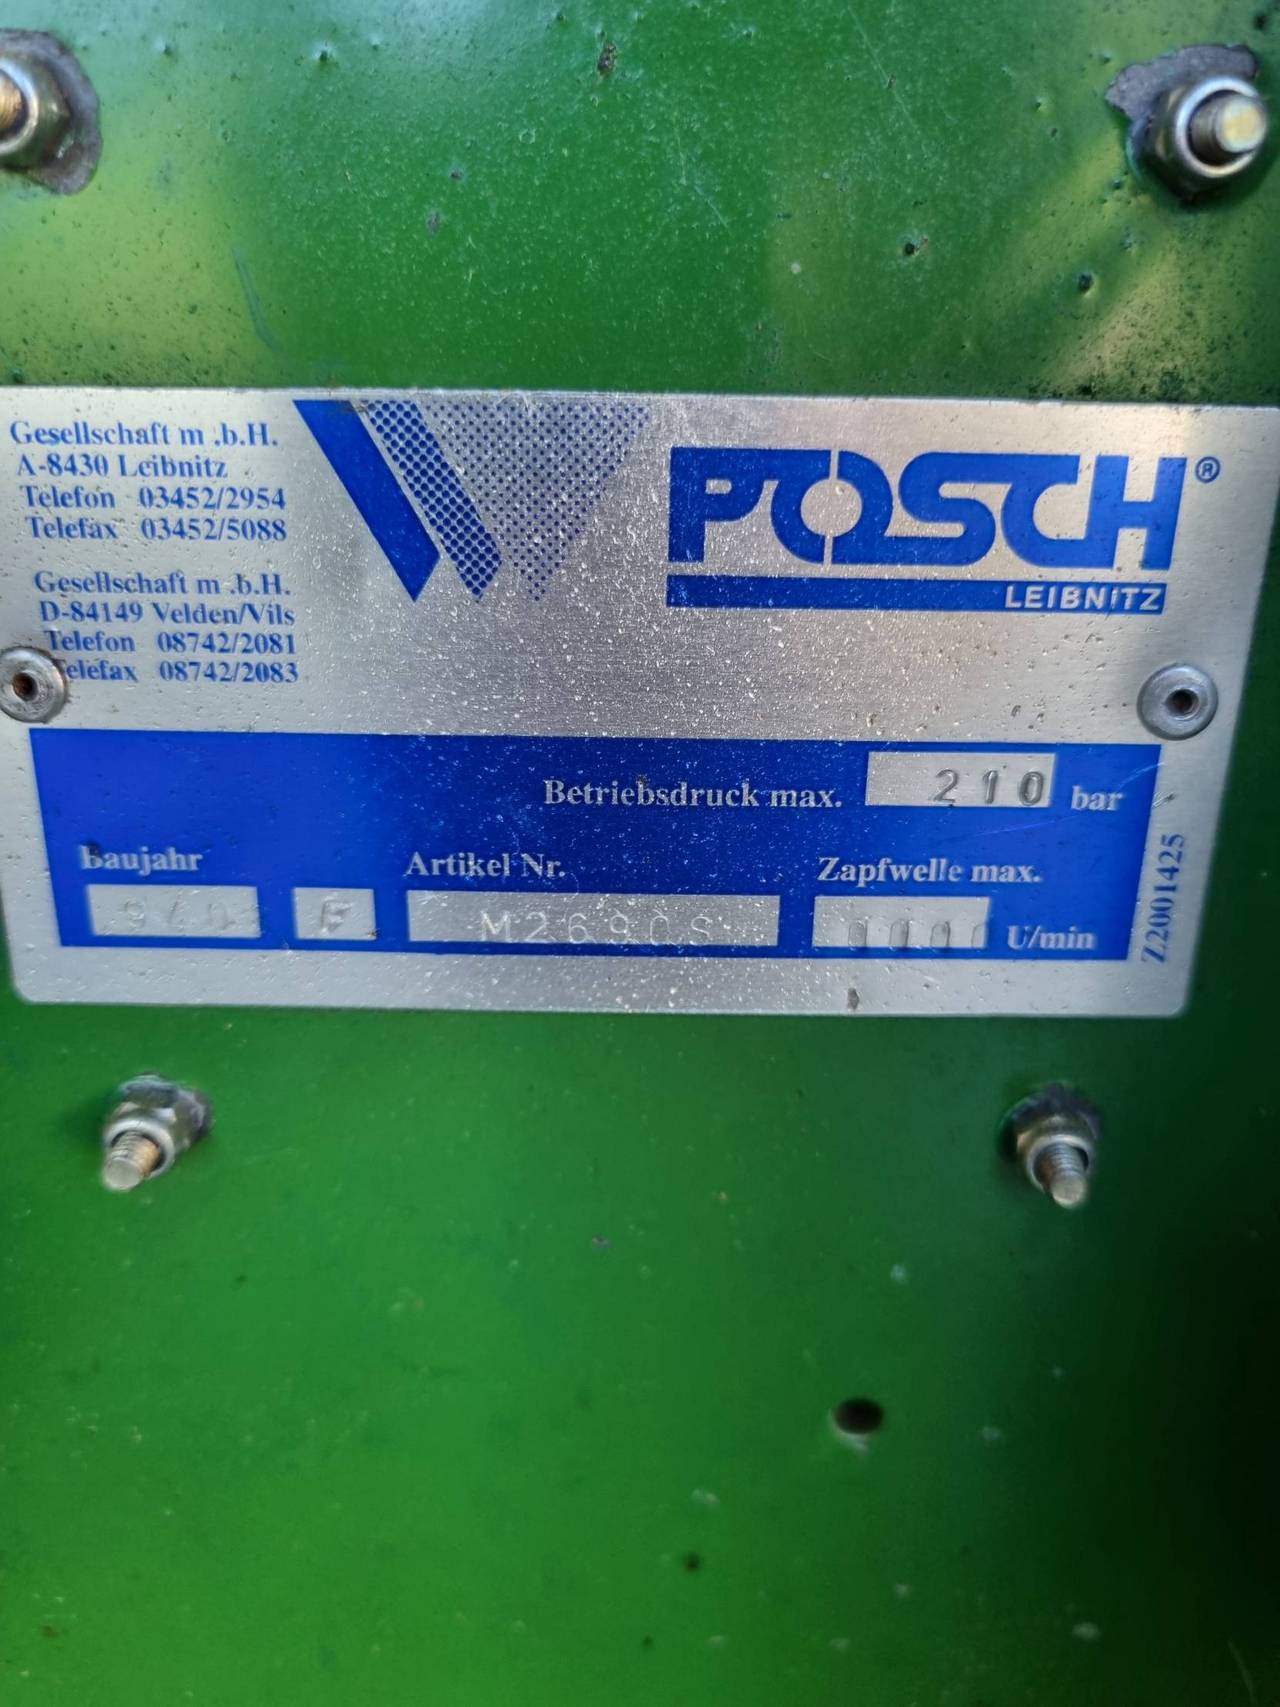 Gesellschaft m .b.H.
A-8430 Leibnitz
Telefon 03452/2954
Telefax 03452/5088
Gesellschaft m .b.H.
D-84149 Velden/Vils
Telefon 08742/2081
Telefax 08742/2083
POSCH®
LEIBNITZ
Betriebsdruck max. 210 bar
Baujahr
Artikel Nr.
Zapfwelle max.
F
M2690S
U/min
Z2001425